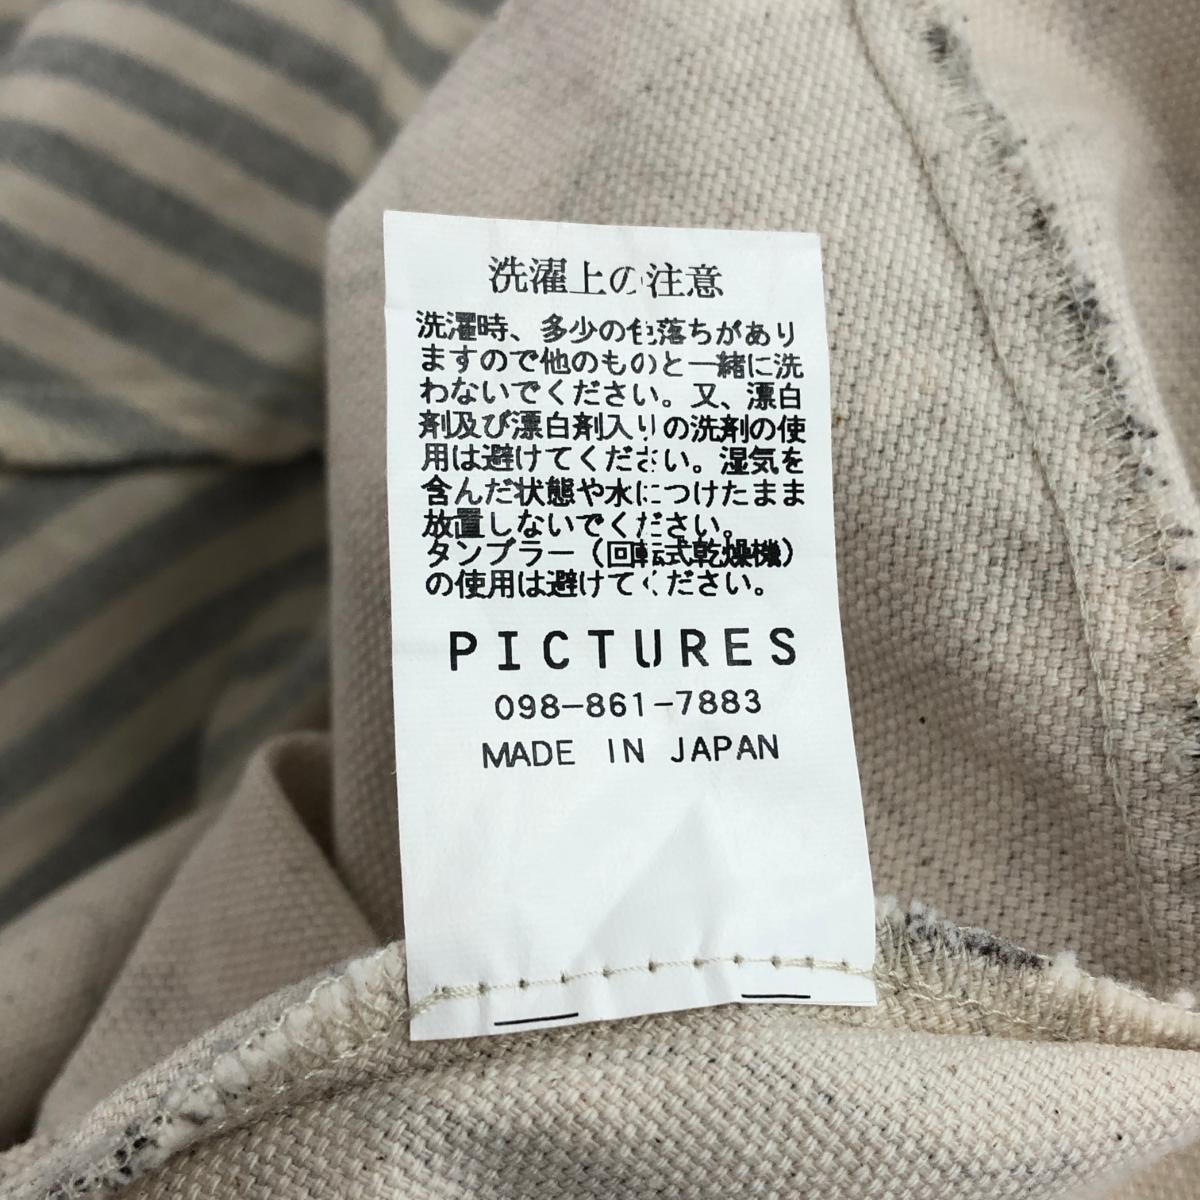 洗濯上の注意
洗濯時、多少の色落ちがあり
ますので他のものと一緒に洗
わないでください。又、漂白
剤及び漂白剤入りの洗剤の使
用は避けてください。湿気を
含んだ状態や水につけたまま
放置しないでください。
タンブラー(回転式乾燥機)
の使用は避けてください。
PICTURES
098-861-7883
MADE IN JAPAN